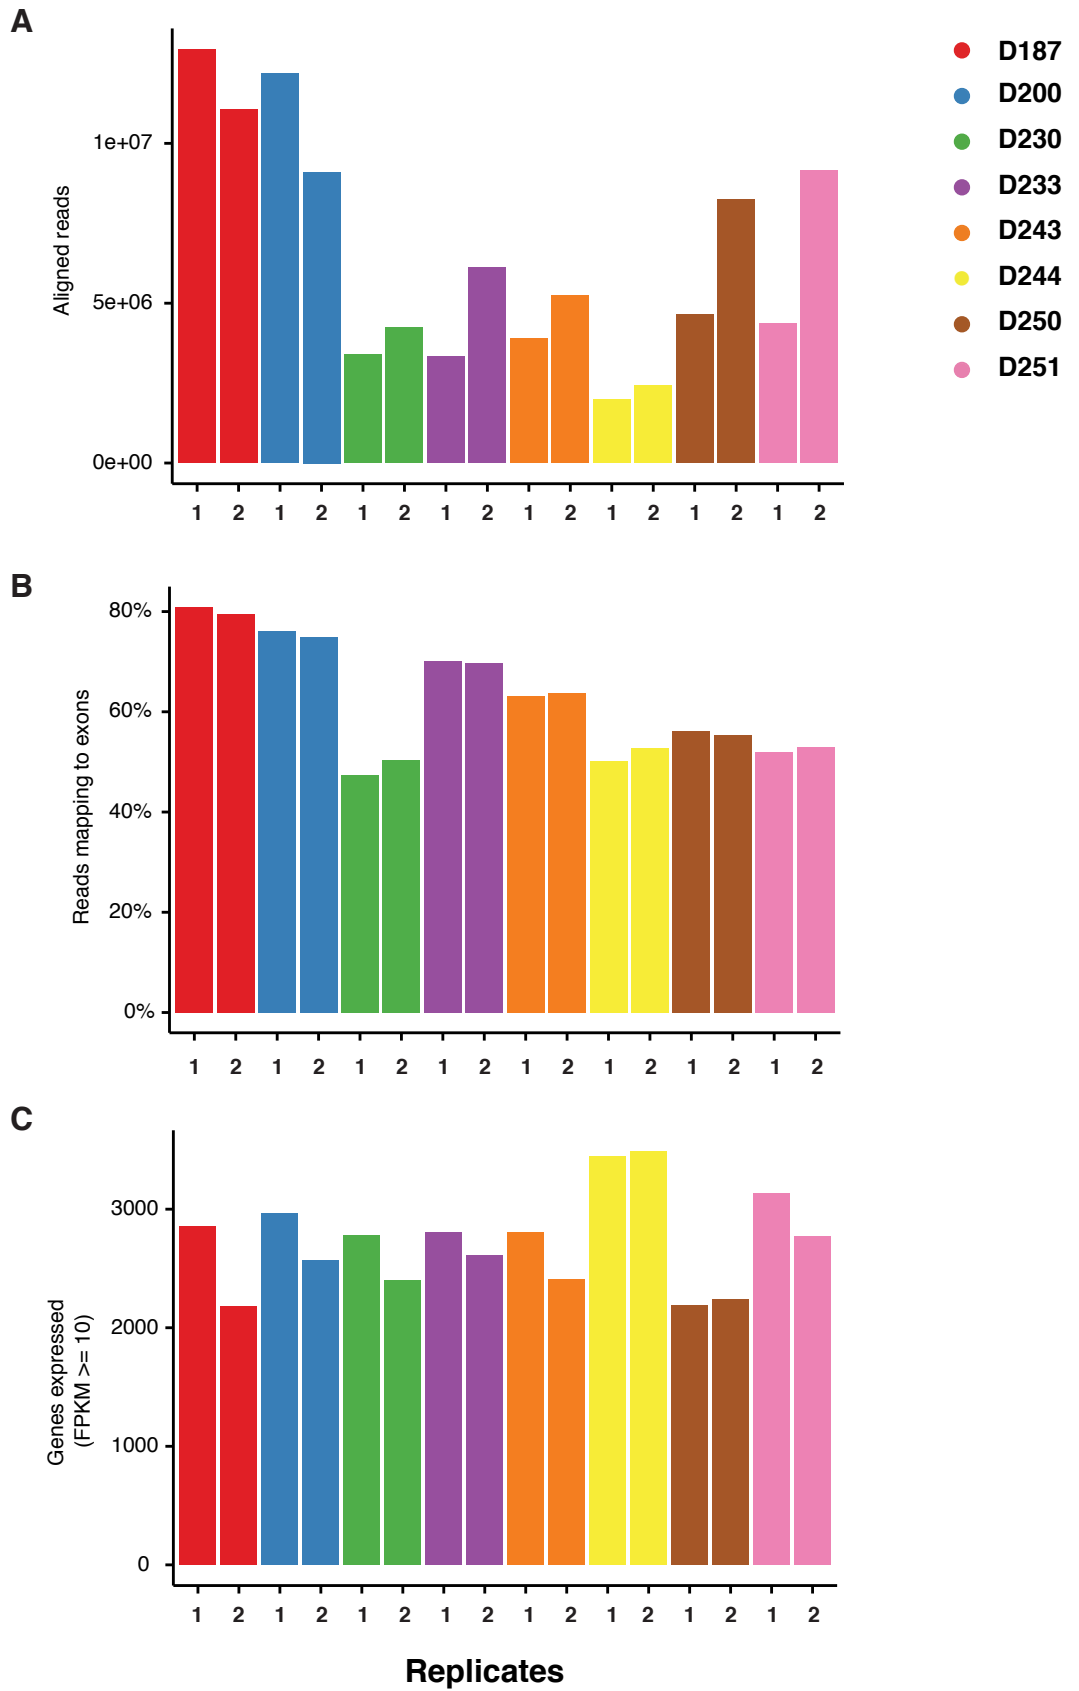 A
D187
D200
D230
D233
D243
D244
D250
D251
Aligned reads
1e+07
5e+06
0e+00
1 2 1 2 1 2 1 2 1 2 1 2 1 2 1 2
B
Reads mapping to exons
80%
60%
40%
20%
0%
1 2 1 2 1 2 1 2 1 2 1 2 1 2 1 2
C
Genes expressed
(FPKM >= 10)
3000
2000
1000
0
1 2 1 2 1 2 1 2 1 2 1 2 1 2 1 2
Replicates